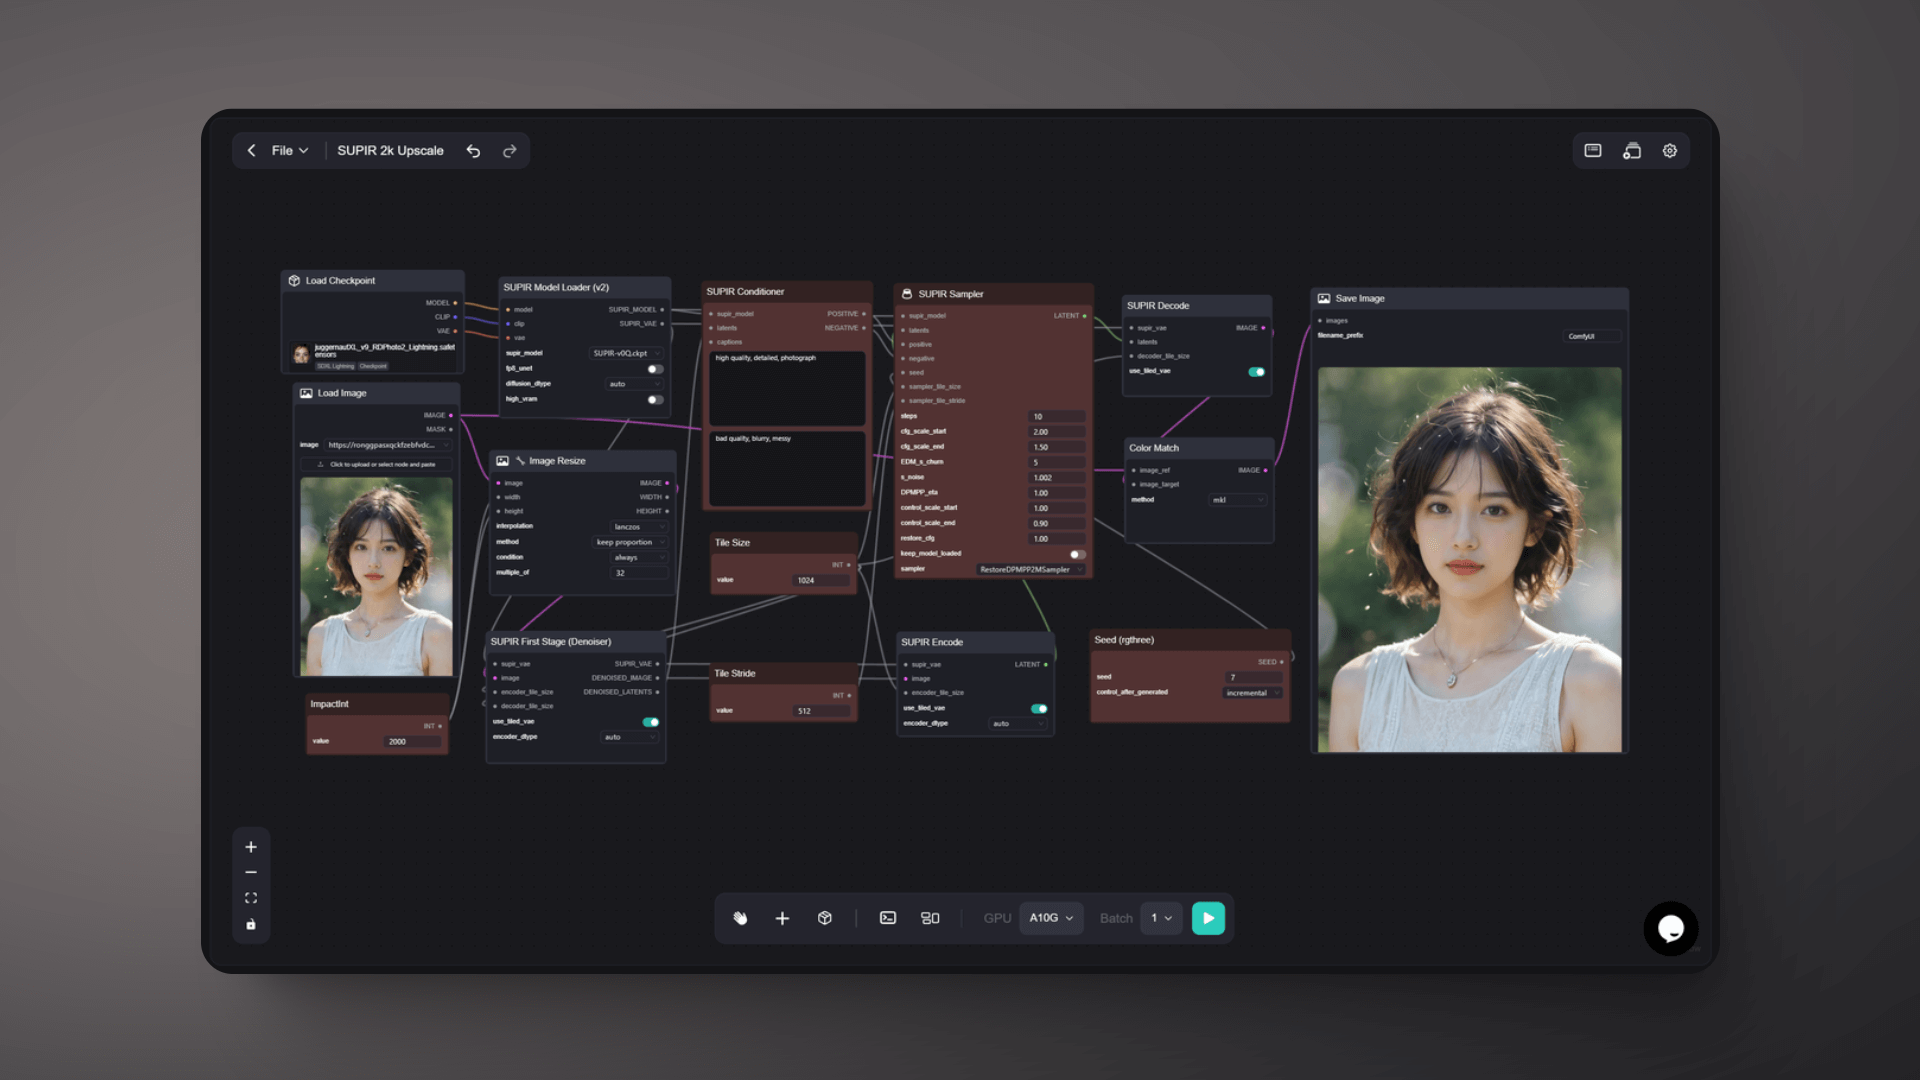 File
SUPIR 2k Upscale
Load Checkpoint
MODEL
CLIP
VAE
juggernautXL_v9_RDPhoto2_Lightning.safet
ensors
SDXL Lightning Checkpoint
Load Image
IMAGE
MASK
image https://ronggpasxqckfzebfvdc...
Click to upload or select node and paste
ImpactInt
INT
value 2000
SUPIR Model Loader (v2)
model SUPIR_MODEL
clip SUPIR_VAE
vae
supir_model SUPIR-v0Q.ckpt
fp8_unet
diffusion_dtype auto
high_vram
Image Resize
image IMAGE
width WIDTH
height HEIGHT
interpolation lanczos
method keep proportion
condition always
multiple_of 32
SUPIR First Stage (Denoiser)
supir_vae SUPIR_VAE
image DENOISED_IMAGE
encoder_tile_size DENOISED_LATENTS
decoder_tile_size
use_tiled_vae
encoder_dtype auto
SUPIR Conditioner
supir_model POSITIVE
latents NEGATIVE
captions
high quality, detailed, photograph
bad quality, blurry, messy
Tile Size
INT
value 1024
Tile Stride
INT
value 512
SUPIR Sampler
supir_model LATENT
latents
positive
negative
seed
sampler_tile_size
sampler_tile_stride
steps 10
cfg_scale_start 2.00
cfg_scale_end 1.50
EDM_s_churn 5
s_noise 1.002
DPMPP_eta 1.00
control_scale_start 1.00
control_scale_end 0.90
restore_cfg 1.00
keep_model_loaded
sampler RestoreDPMPP2MSampler
SUPIR Encode
supir_vae LATENT
image
encoder_tile_size
use_tiled_vae
encoder_dtype auto
SUPIR Decode
supir_vae IMAGE
latents
decoder_tile_size
use_tiled_vae
Color Match
image_ref IMAGE
image_target
method mkl
Seed (rgthree)
SEED
seed 7
control_after_generated incremental
Save Image
images
filename_prefix ComfyUI
GPU A10G Batch 1